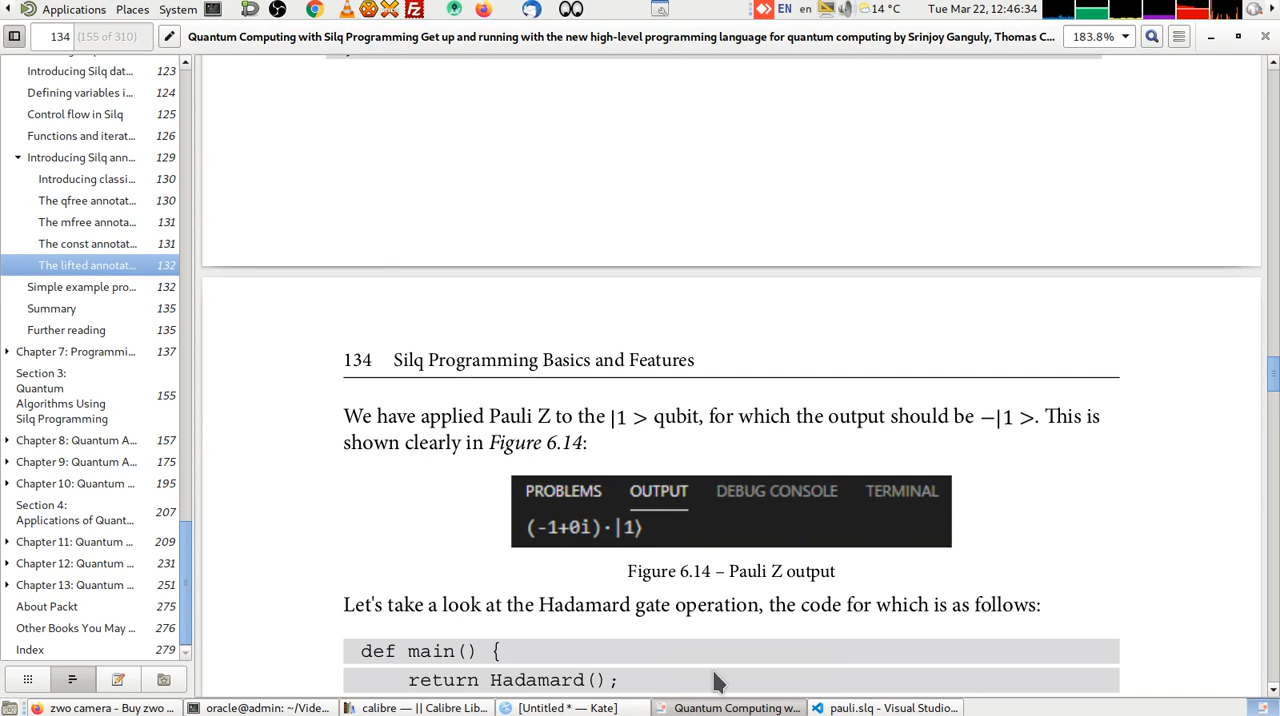 Applications Places System EN en 14 °C Tue Mar 22, 12:46:34
134 (155 of 310) Quantum Computing with Silq Programming Get up and running with the new high-level programming language for quantum computing by Srinjoy Ganguly, Thomas C... 183.8%
Introducing Silq dat... 123
Defining variables i... 124
Control flow in Silq 125
Functions and iterat... 126
Introducing Silq ann... 129
Introducing classi... 130
The qfree annotat... 130
The mfree annota... 131
The const annotat... 131
The lifted annotat... 132
Simple example pro... 132
Summary 135
Further reading 135
Chapter 7: Programmi... 137
Section 3:
Quantum
Algorithms Using
Silq Programming 155
Chapter 8: Quantum A... 157
Chapter 9: Quantum A... 175
Chapter 10: Quantum ... 195
Section 4:
Applications of Quant... 207
Chapter 11: Quantum ... 209
Chapter 12: Quantum ... 231
Chapter 13: Quantum ... 251
About Packt 275
Other Books You May ... 276
Index 279
134 Silq Programming Basics and Features
We have applied Pauli Z to the |1 > qubit, for which the output should be −|1 >. This is
shown clearly in Figure 6.14:
PROBLEMS OUTPUT DEBUG CONSOLE TERMINAL
(-1+0i)·|1⟩
Figure 6.14 – Pauli Z output
Let's take a look at the Hadamard gate operation, the code for which is as follows:
def main() {
return Hadamard();
zwo camera - Buy zwo ... oracle@admin: ~/Vide... calibre — || Calibre Lib... [Untitled * — Kate] Quantum Computing w... pauli.slq - Visual Studio...